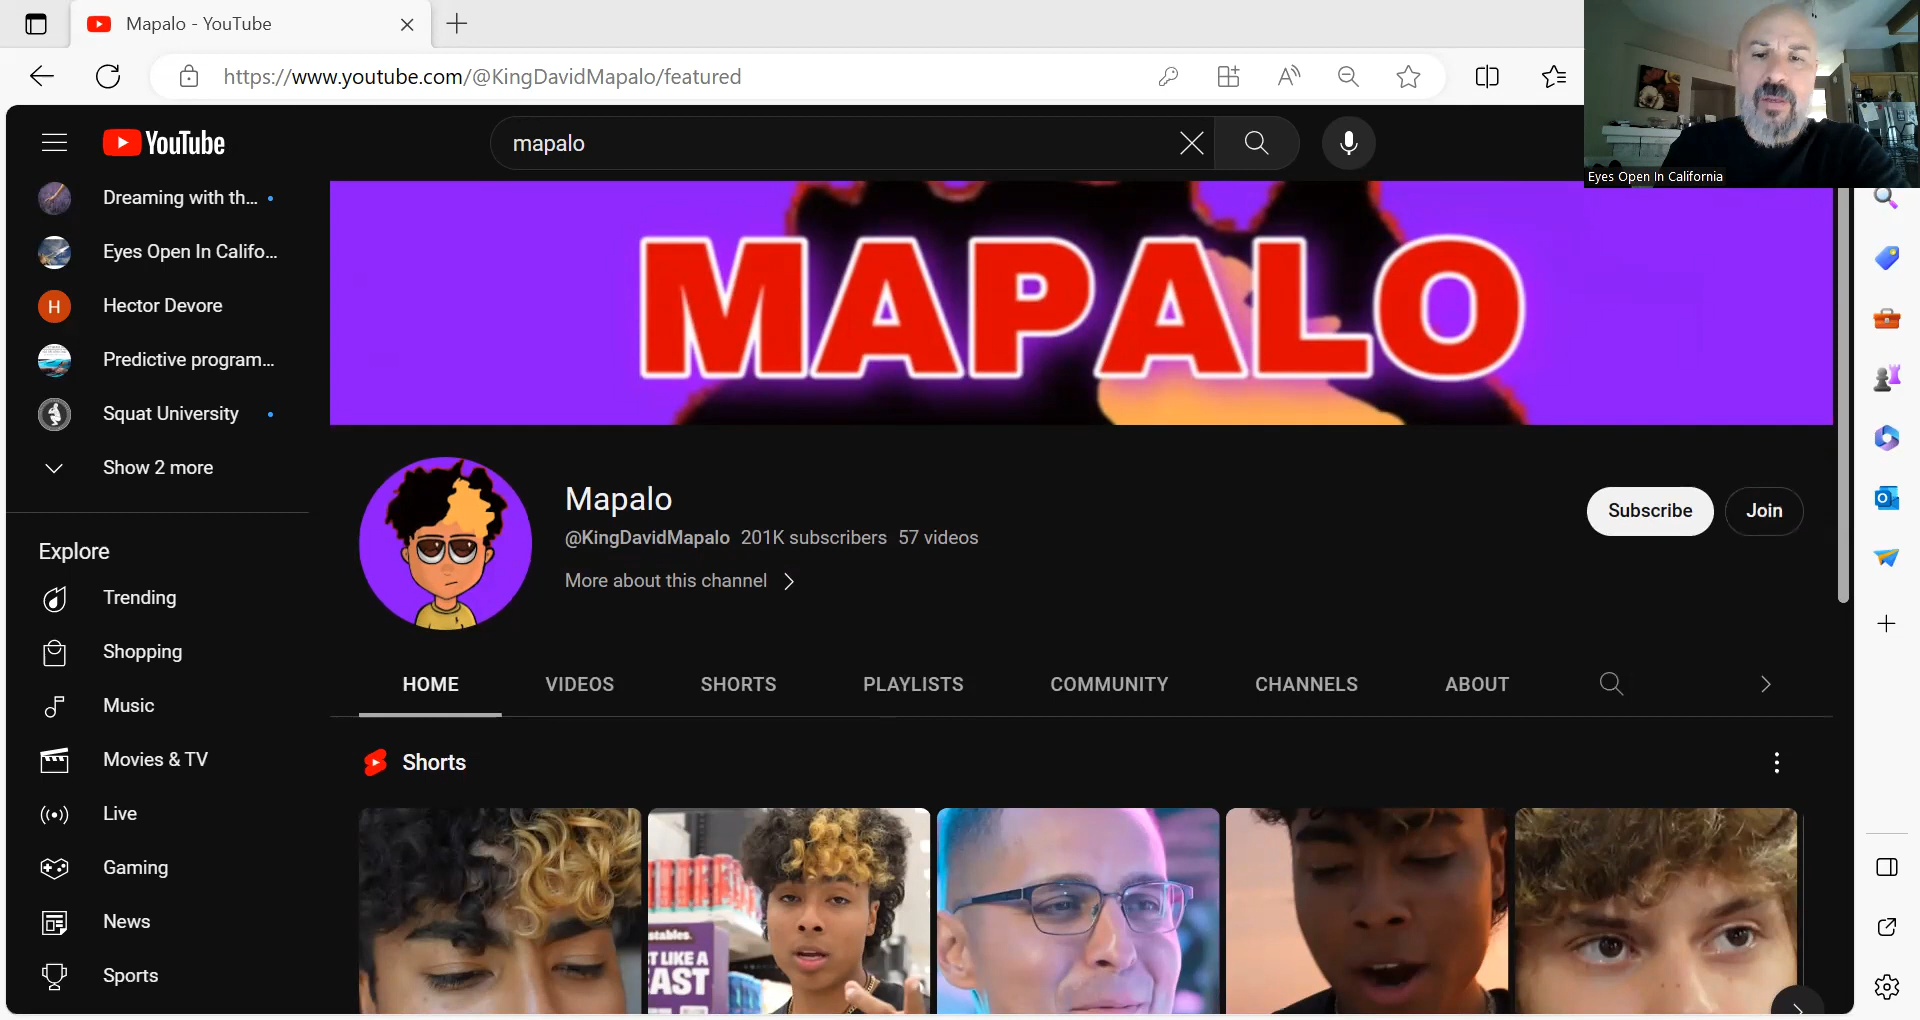 Mapalo - YouTube
https://www.youtube.com/@KingDavidMapalo/featured
Eyes Open In California
YouTube
mapalo
Dreaming with th...
Eyes Open In Califo...
H
Hector Devore
Predictive program...
Squat University
Show 2 more
Explore
Trending
Shopping
Music
Movies & TV
Live
Gaming
News
Sports
MAPALO
Mapalo
@KingDavidMapalo 201K subscribers 57 videos
More about this channel
Subscribe
Join
HOME
VIDEOS
SHORTS
PLAYLISTS
COMMUNITY
CHANNELS
ABOUT
Shorts
stables.
T LIKE A
AST